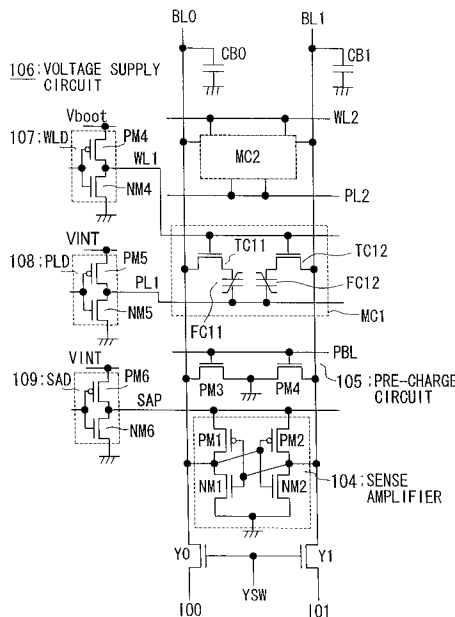 BL0
BL1
CB0
CB1
106:VOLTAGE SUPPLY
CIRCUIT
Vboot
WL2
107:WLD
PM4
WL1
MC2
NM4
PL2
VINT
TC11
TC12
108:PLD
PM5
PL1
FC12
NM5
FC11
MC1
VINT
PBL
109:SAD
PM6
PM3
PM4
105:PRE-CHARGE
CIRCUIT
SAP
NM6
PM1
PM2
NM1
NM2
104:SENSE
AMPLIFIER
Y0
Y1
YSW
IO0
IO1